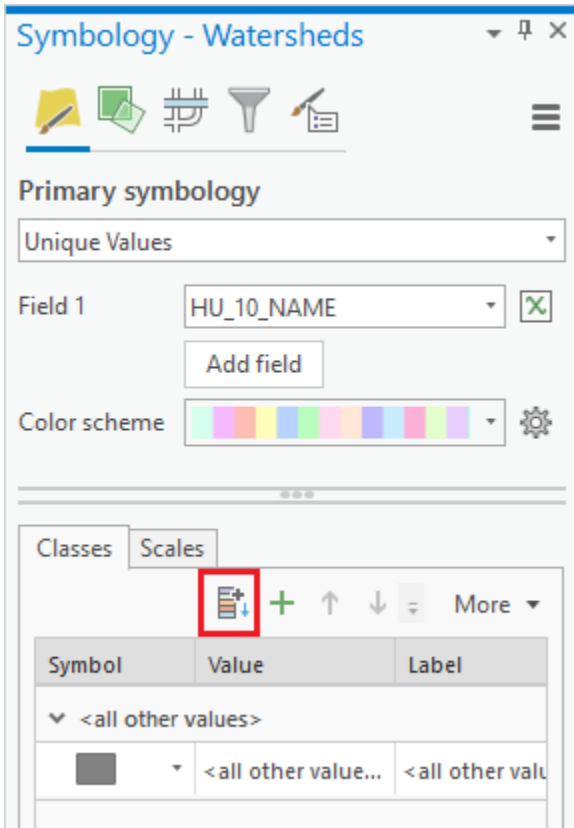 Symbology - Watersheds
Primary symbology
Unique Values
Field 1 HU_10_NAME
Add field
Color scheme
Classes Scales
More
Symbol Value Label
<all other values>
<all other value... <all other valu